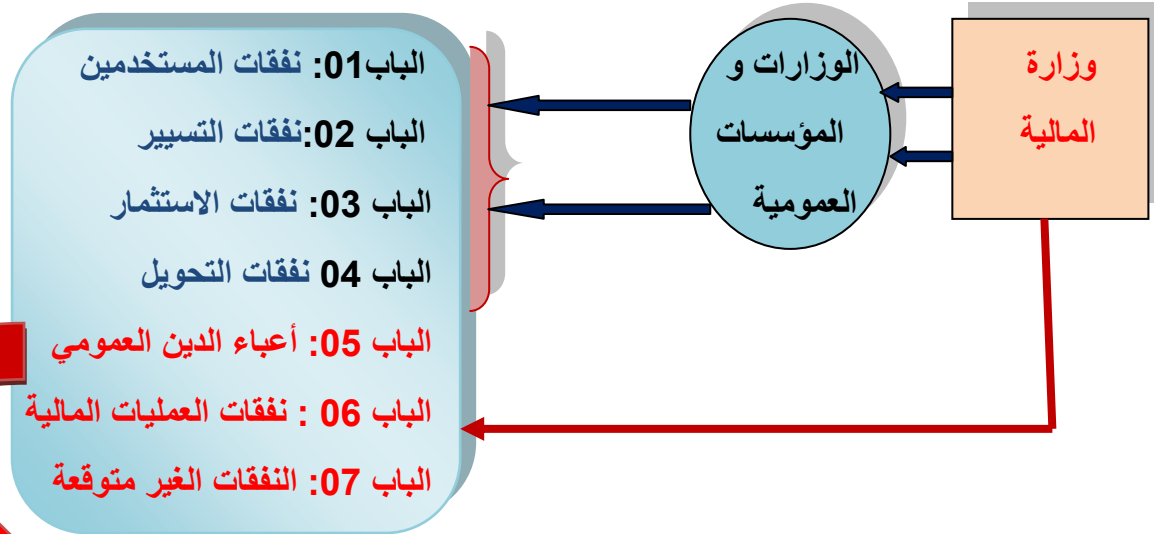 وزارة
المالية
الوزارات و
المؤسسات
العمومية
الباب01: نفقات المستخدمين
الباب 02:نفقات التسيير
الباب 03: نفقات الاستثمار
الباب 04 نفقات التحويل
الباب 05: أعباء الدين العمومي
الباب 06 : نفقات العمليات المالية
الباب 07: النفقات الغير متوقعة